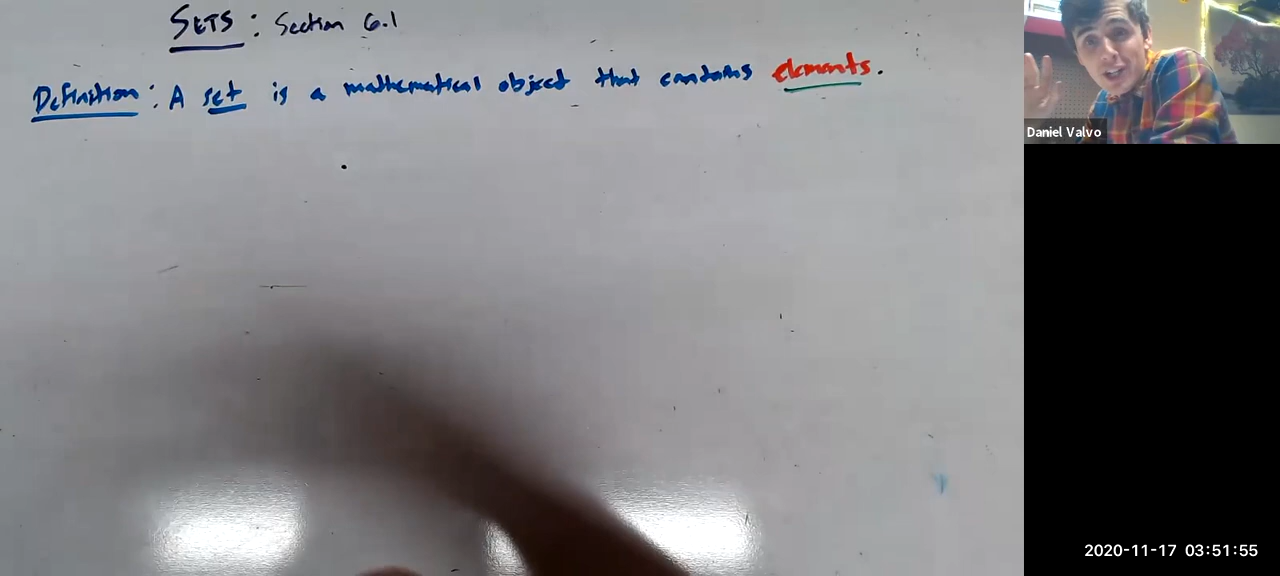 SETS: Section 6.1
Definition: A set is a mathematical object that contains elements.
Daniel Valvo
2020-11-17 03:51:55